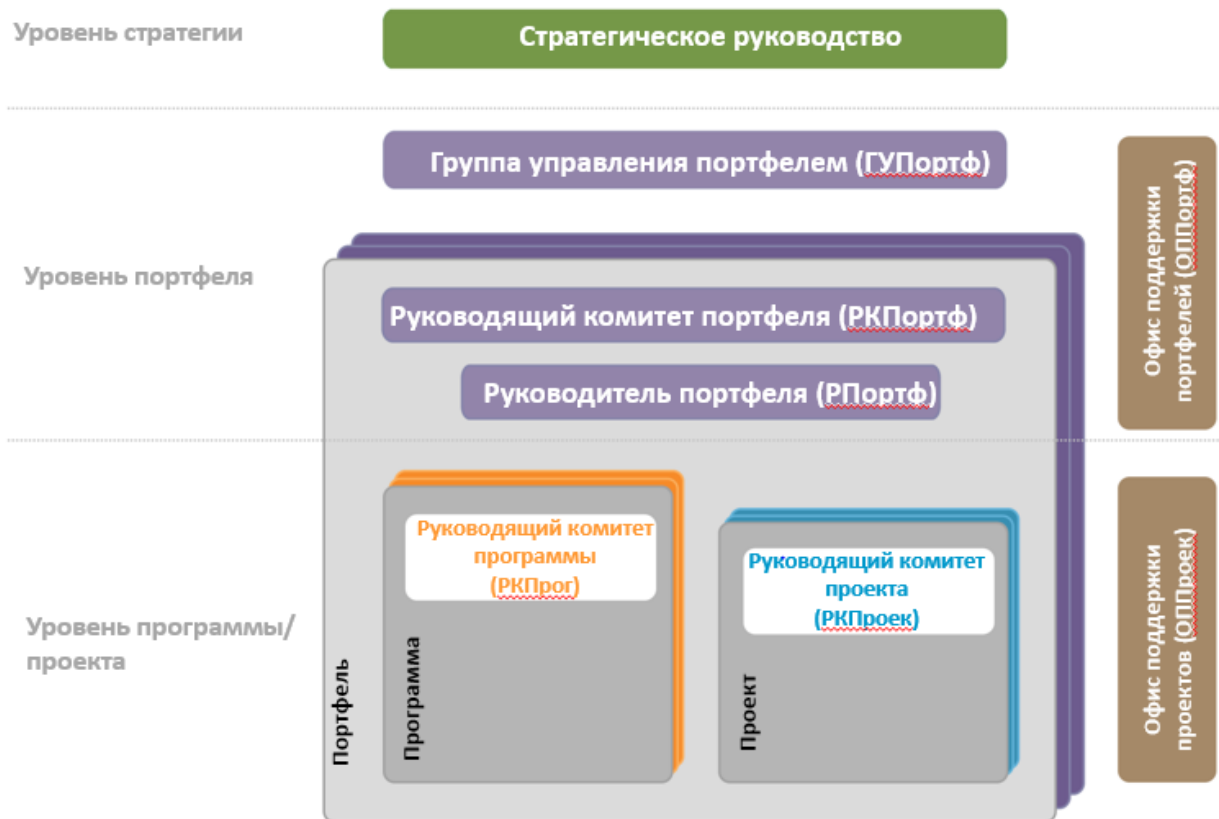 Уровень стратегии
Стратегическое руководство
Группа управления портфелем (ГУПортф)
Офис поддержки
портфелей (ОППортф)
Уровень портфеля
Руководящий комитет портфеля (РКПортф)
Руководитель портфеля (РПортф)
Уровень программы/
проекта
Портфель
Программа
Руководящий комитет
программы
(РКПрог)
Проект
Руководящий комитет
проекта
(РКПроек)
Офис поддержки
проектов (ОППроек)